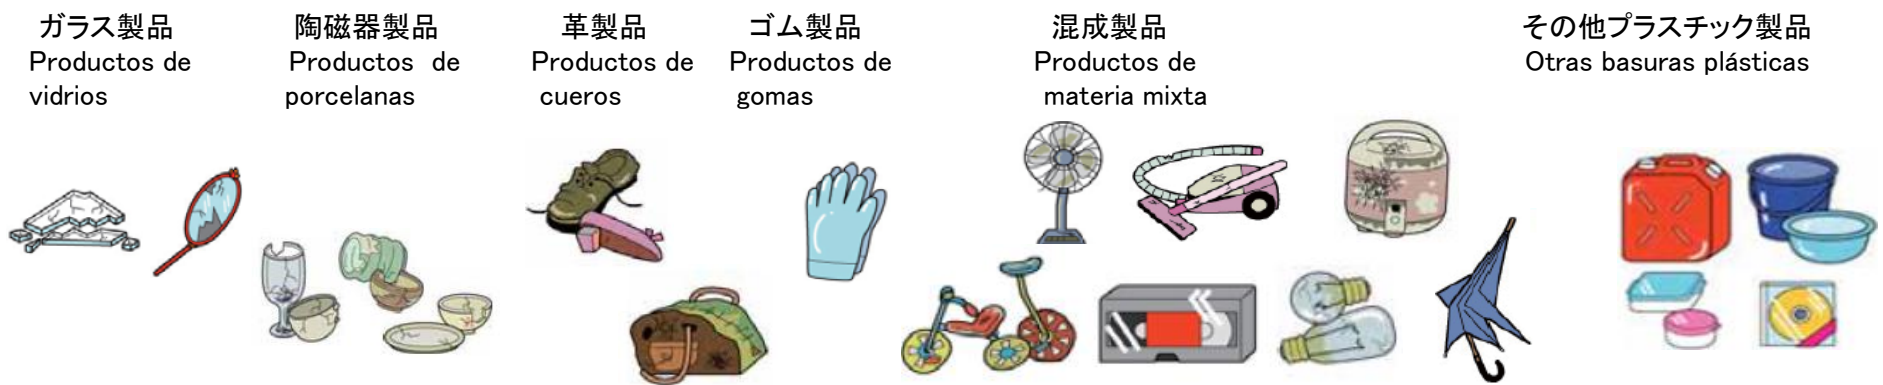 ガラス製品
Productos de
vidrios
陶磁器製品
Productos de
porcelanas
革製品
Productos de
cueros
ゴム製品
Productos de
gomas
混成製品
Productos de
materia mixta
その他プラスチック製品
Otras basuras plásticas